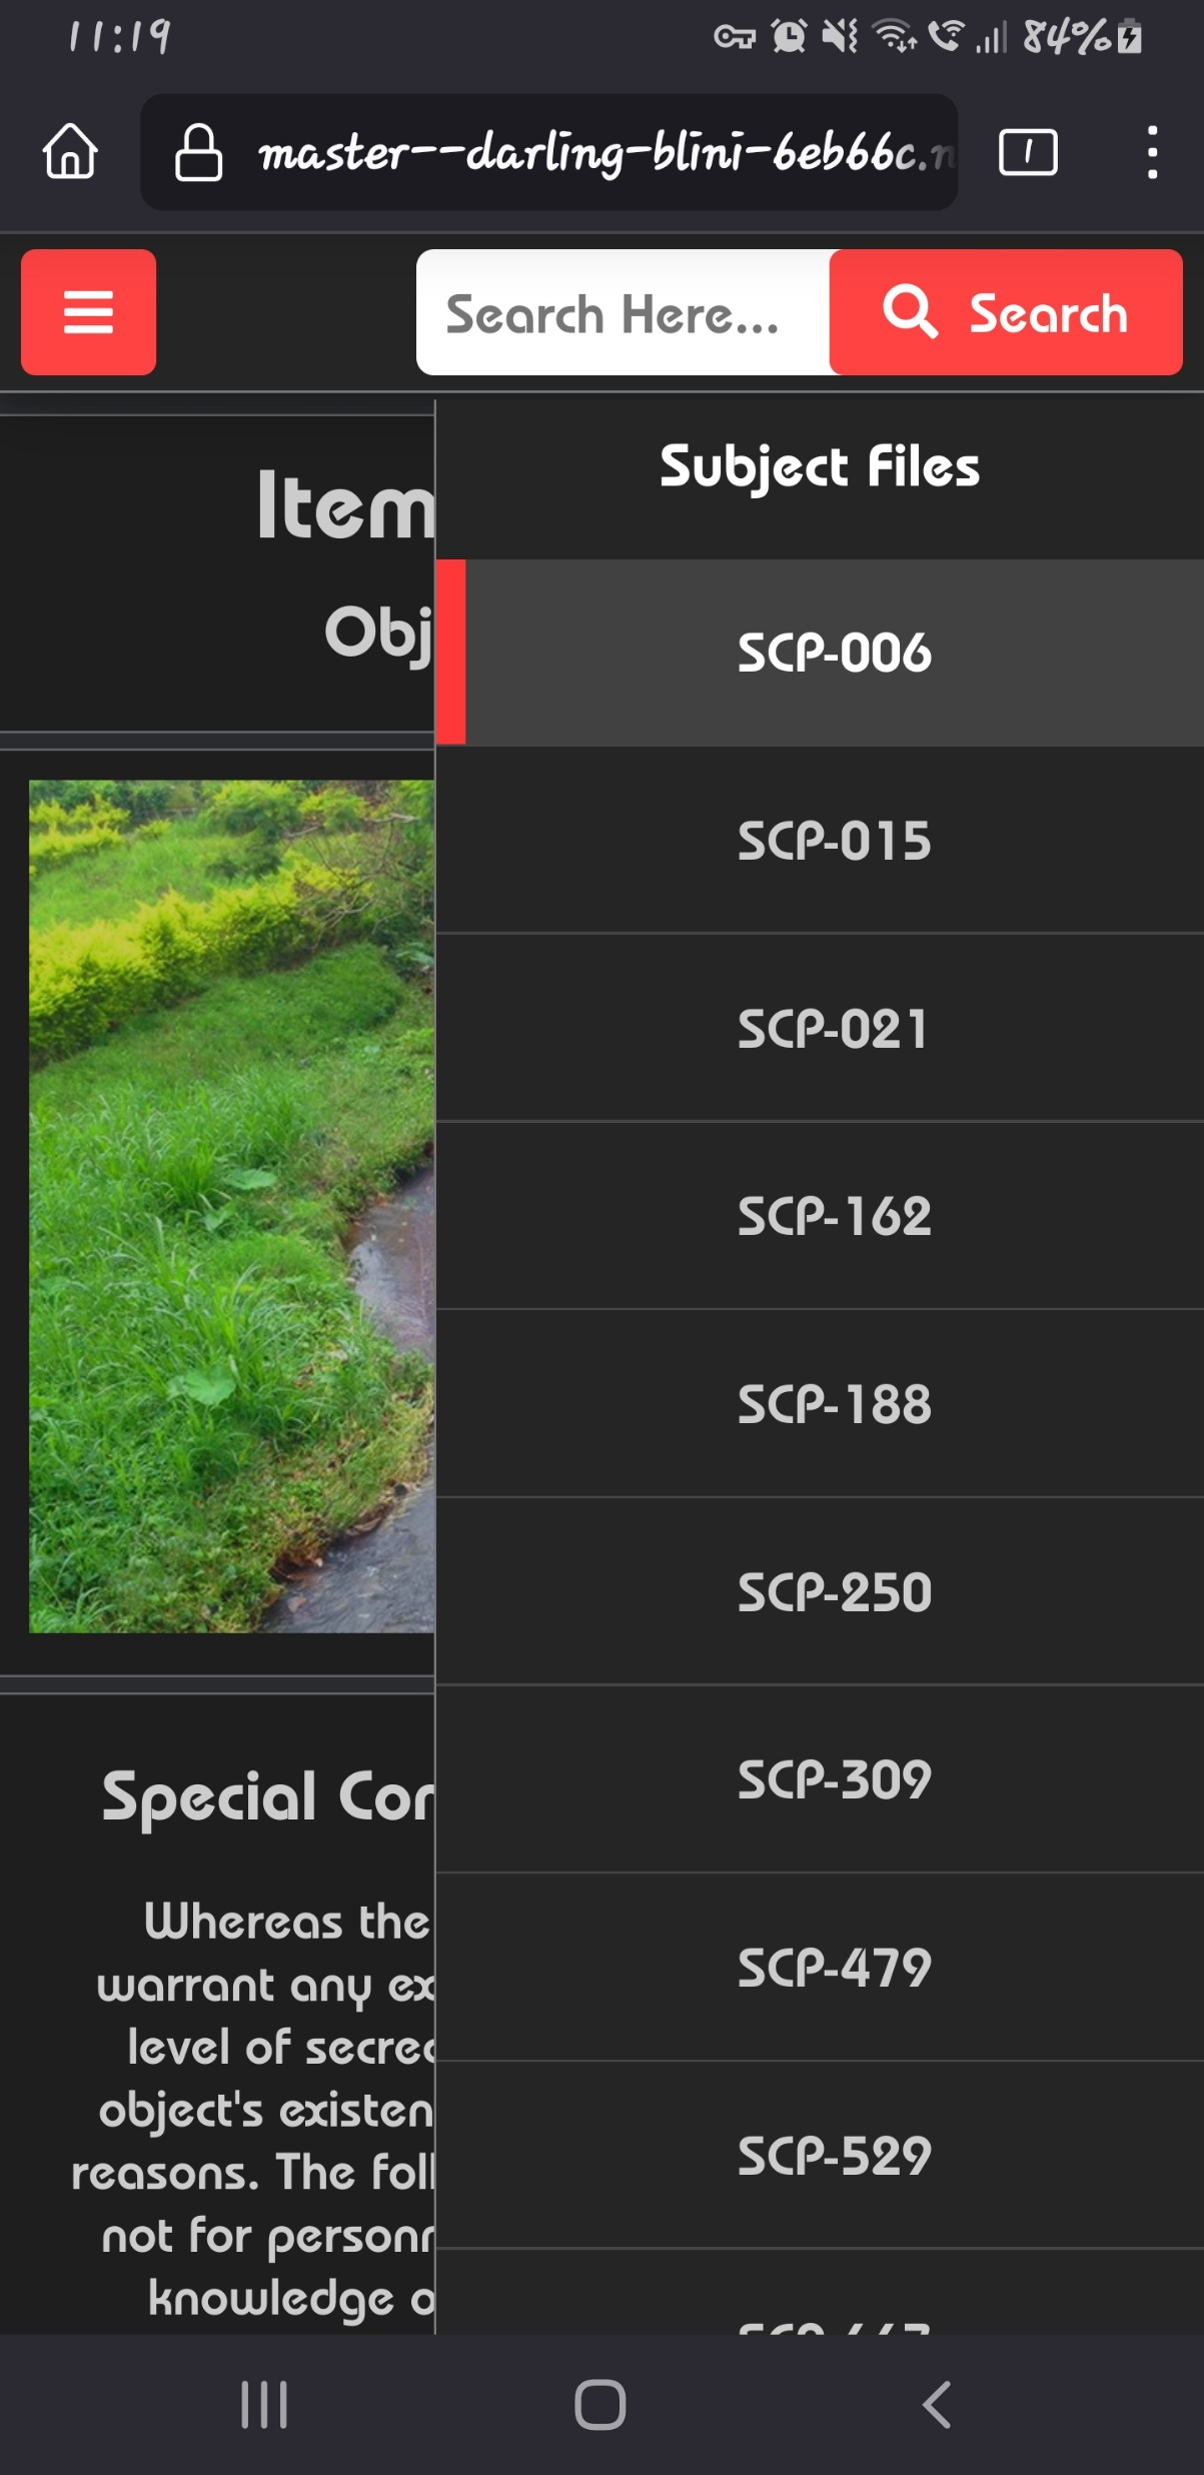 11:19
84%
master--darling-blini-6eb66c.n
1
Search Here...
Search
Item
Obj
Special Con
Whereas the
warrant any ex
level of secrec
object's existen
reasons. The foll
not for personn
knowledge o
Subject Files
SCP-006
SCP-015
SCP-021
SCP-162
SCP-188
SCP-250
SCP-309
SCP-479
SCP-529